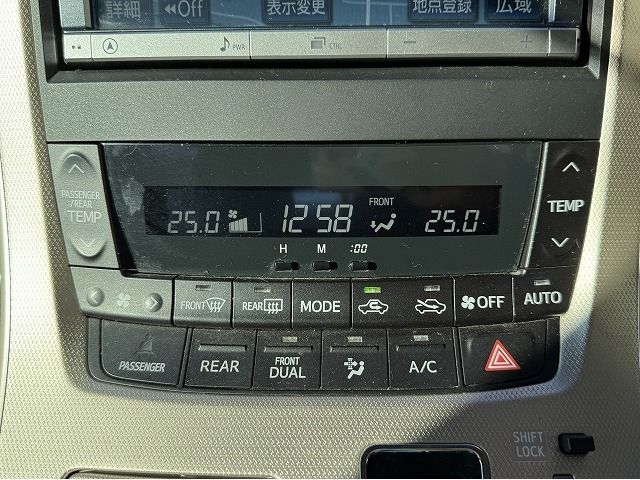 詳細 ◀Off 表示変更 地点登録 広域
PWR CTRL
PASSENGER
/REAR
TEMP
25.0 12 58 FRONT 25.0
H M :00
TEMP
FRONT REAR MODE OFF AUTO
PASSENGER REAR FRONT
DUAL A/C
SHIFT
LOCK